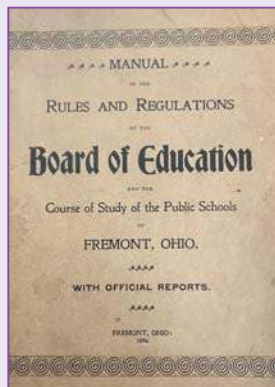 MANUAL
OF THE
RULES AND REGULATIONS
OF THE
Board of Education
AND THE
Course of Study of the Public Schools
OF
FREMONT, OHIO,
WITH OFFICIAL REPORTS.
FREMONT, OHIO: